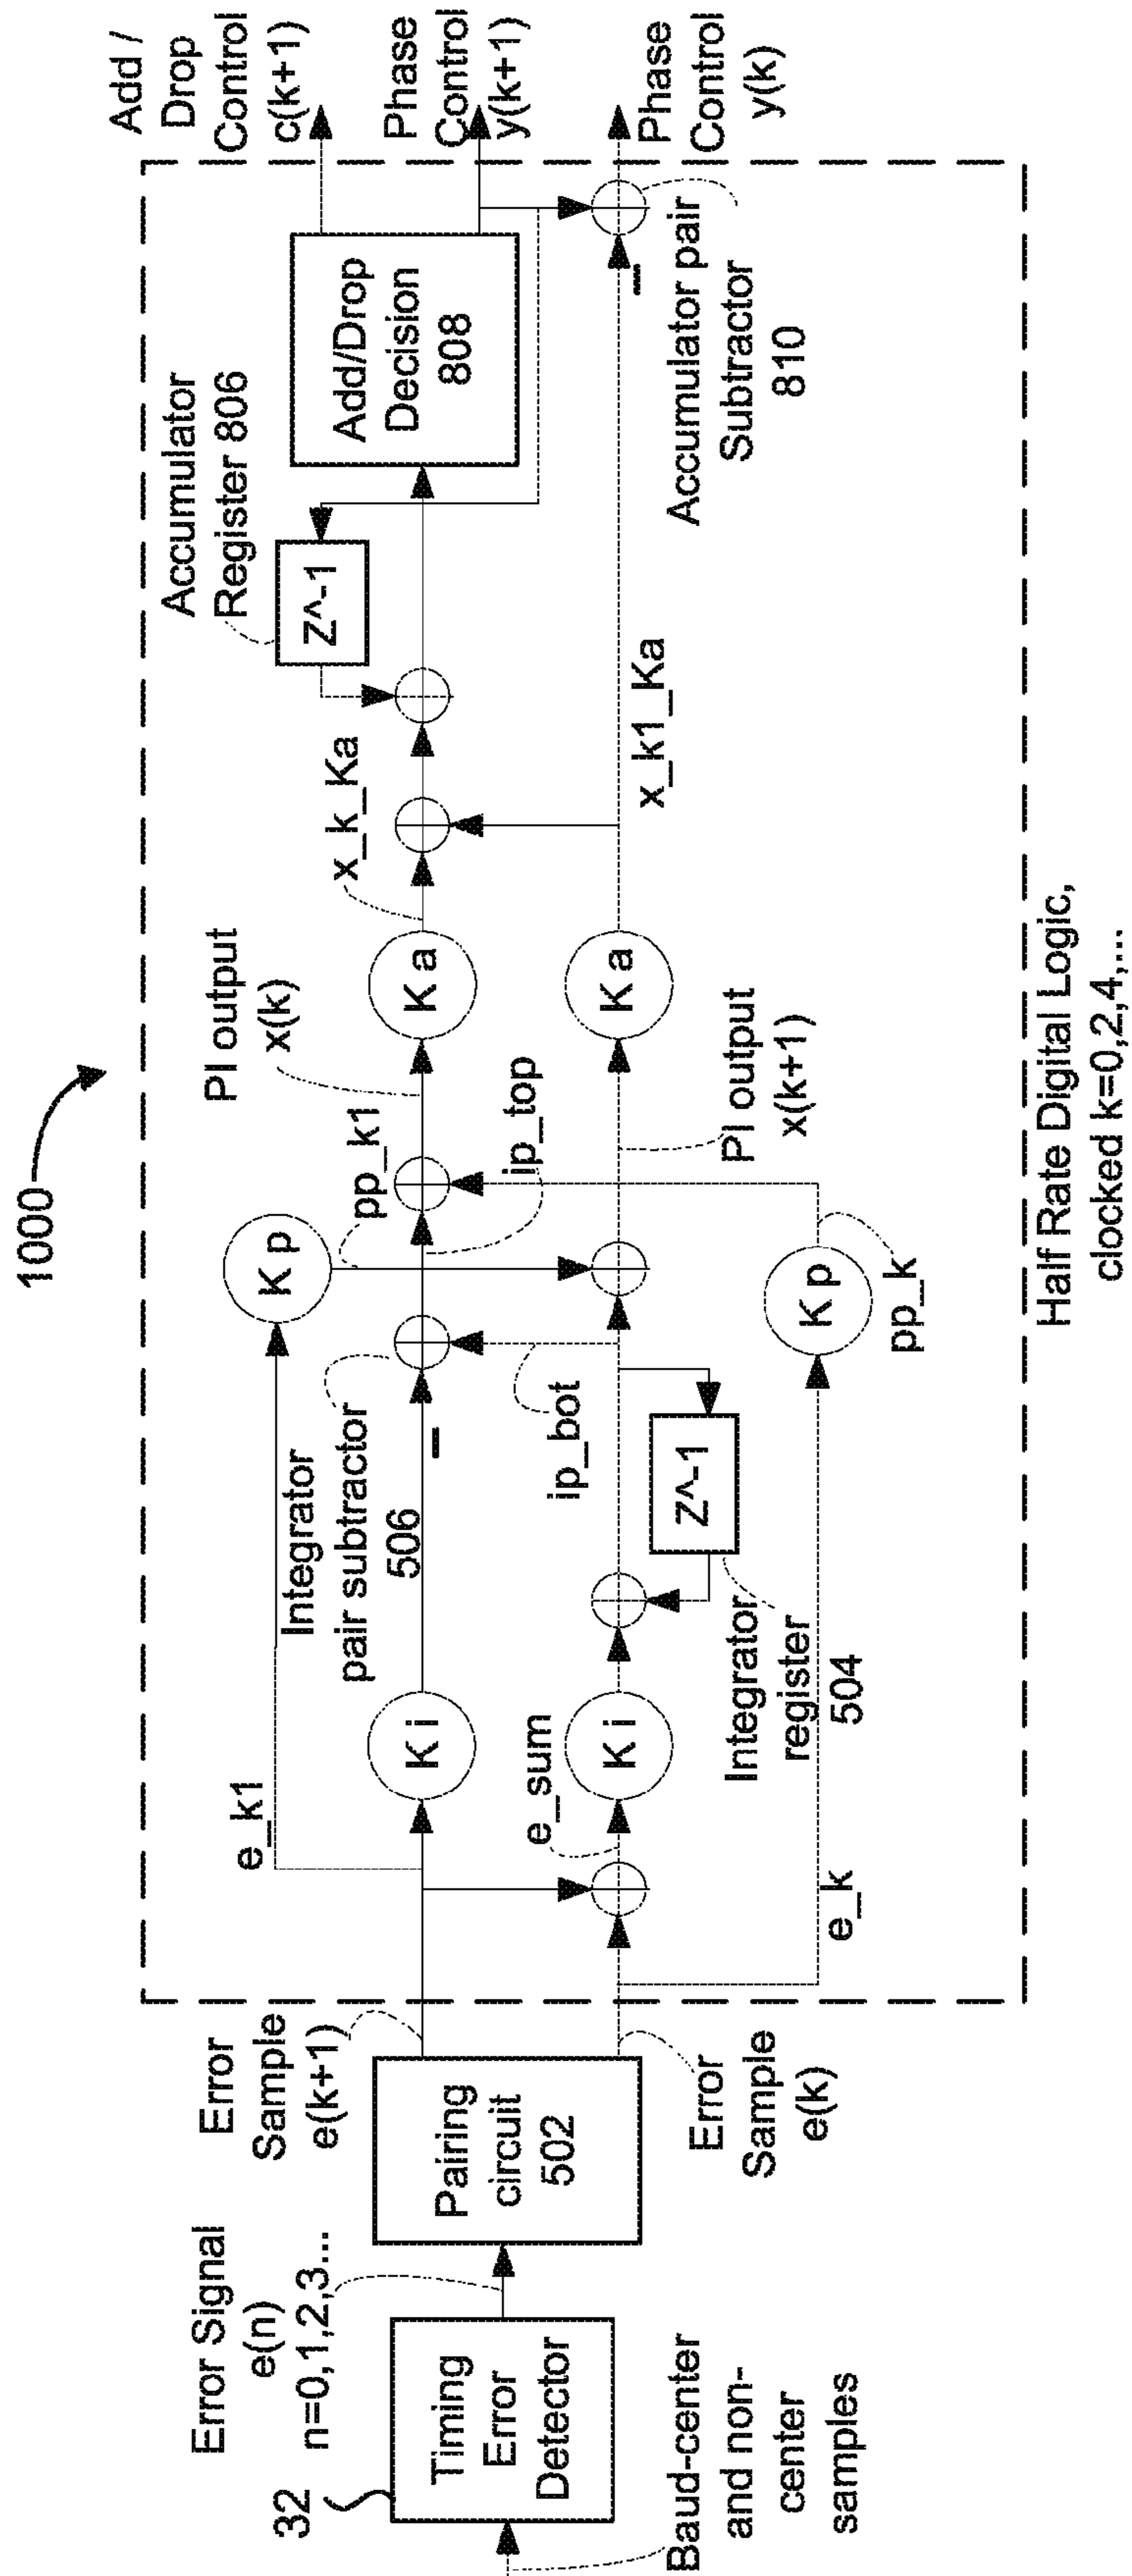 1000
Baud-center
and non-
center
samples
32
Timing
Error
Detector
Error Signal
e(n)
n=0,1,2,3...
Pairing
circuit
502
Error
Sample
e(k+1)
Error
Sample
e(k)
e_k1
e_k
e_sum
K i
K i
Integrator
pair subtractor
506
Integrator
register
504
Z^-1
ip_bot
–
K p
pp_k1
ip_top
K p
pp_k
PI output
x(k)
PI output
x(k+1)
K a
K a
x_k_Ka
x_k1_Ka
Accumulator
Register 806
Z^-1
Add/Drop
Decision
808
Accumulator pair
Subtractor
810
–
Add /
Drop
Control
c(k+1)
Phase
Control
y(k+1)
Phase
Control
y(k)
Half Rate Digital Logic,
clocked k=0,2,4,...